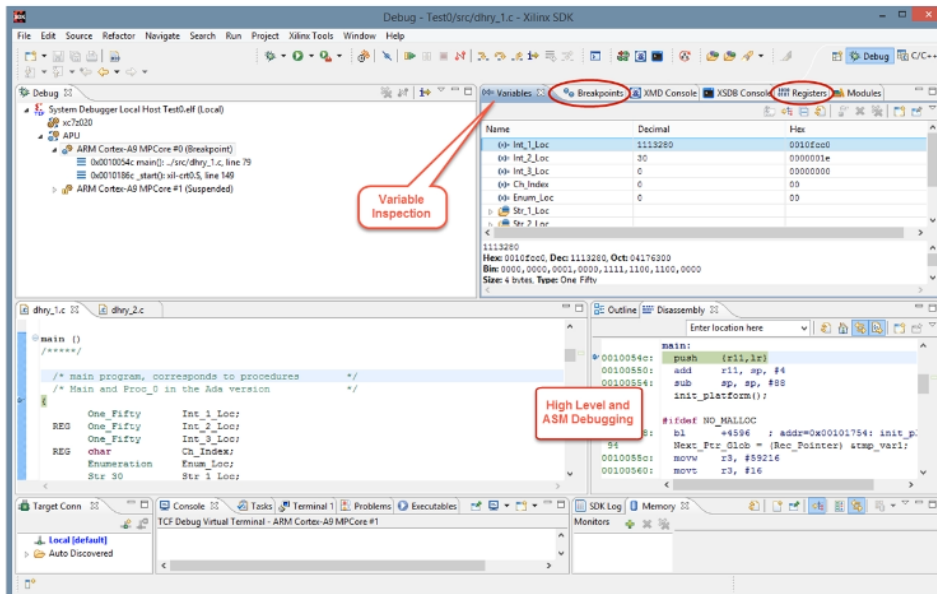 Debug - Test0/src/dhry_1.c - Xilinx SDK
File Edit Source Refactor Navigate Search Run Project Xilinx Tools Window Help
Debug C/C++
Debug
System Debugger Local Host Test0.elf (Local)
xc7z020
APU
ARM Cortex-A9 MPCore #0 (Breakpoint)
0x0010054c main(): ../src/dhry_1.c, line 79
0x0010186c _start(): xil-crt0.S, line 149
ARM Cortex-A9 MPCore #1 (Suspended)
Variable
Inspection
Variables Breakpoints XMD Console XSDB Console Registers Modules
Name Decimal Hex
Int_1_Loc 1113280 0010fcc0
Int_2_Loc 30 0000001e
Int_3_Loc 0 00000000
Ch_Index 0 00
Enum_Loc 0 00
Str_1_Loc
Str_2_Loc
1113280
Hex: 0010fcc0, Dec: 1113280, Oct: 04176300
Bin: 0000,0000,0001,0000,1111,1100,1100,0000
Size: 4 bytes, Type: One_Fifty
dhry_1.c dhry_2.c
main ()
/*****/
/* main program, corresponds to procedures */
/* Main and Proc_0 in the Ada version */
{
One_Fifty Int_1_Loc;
REG One_Fifty Int_2_Loc;
One_Fifty Int_3_Loc;
REG char Ch_Index;
Enumeration Enum_Loc;
Str_30 Str_1_Loc;
High Level and
ASM Debugging
Outline Disassembly
Enter location here
main:
0010054c: push {r11,lr}
00100550: add r11, sp, #4
00100554: sub sp, sp, #88
init_platform();
#ifdef NO_MALLOC
8: bl +4596 ; addr=0x00101754: init_p
94 Next_Ptr_Glob = (Rec_Pointer) &tmp_var1;
0010055c: movw r3, #59216
00100560: movt r3, #16
Target Conn
Local [default]
Auto Discovered
Console Tasks Terminal 1 Problems Executables
TCF Debug Virtual Terminal - ARM Cortex-A9 MPCore #1
SDK Log Memory
Monitors